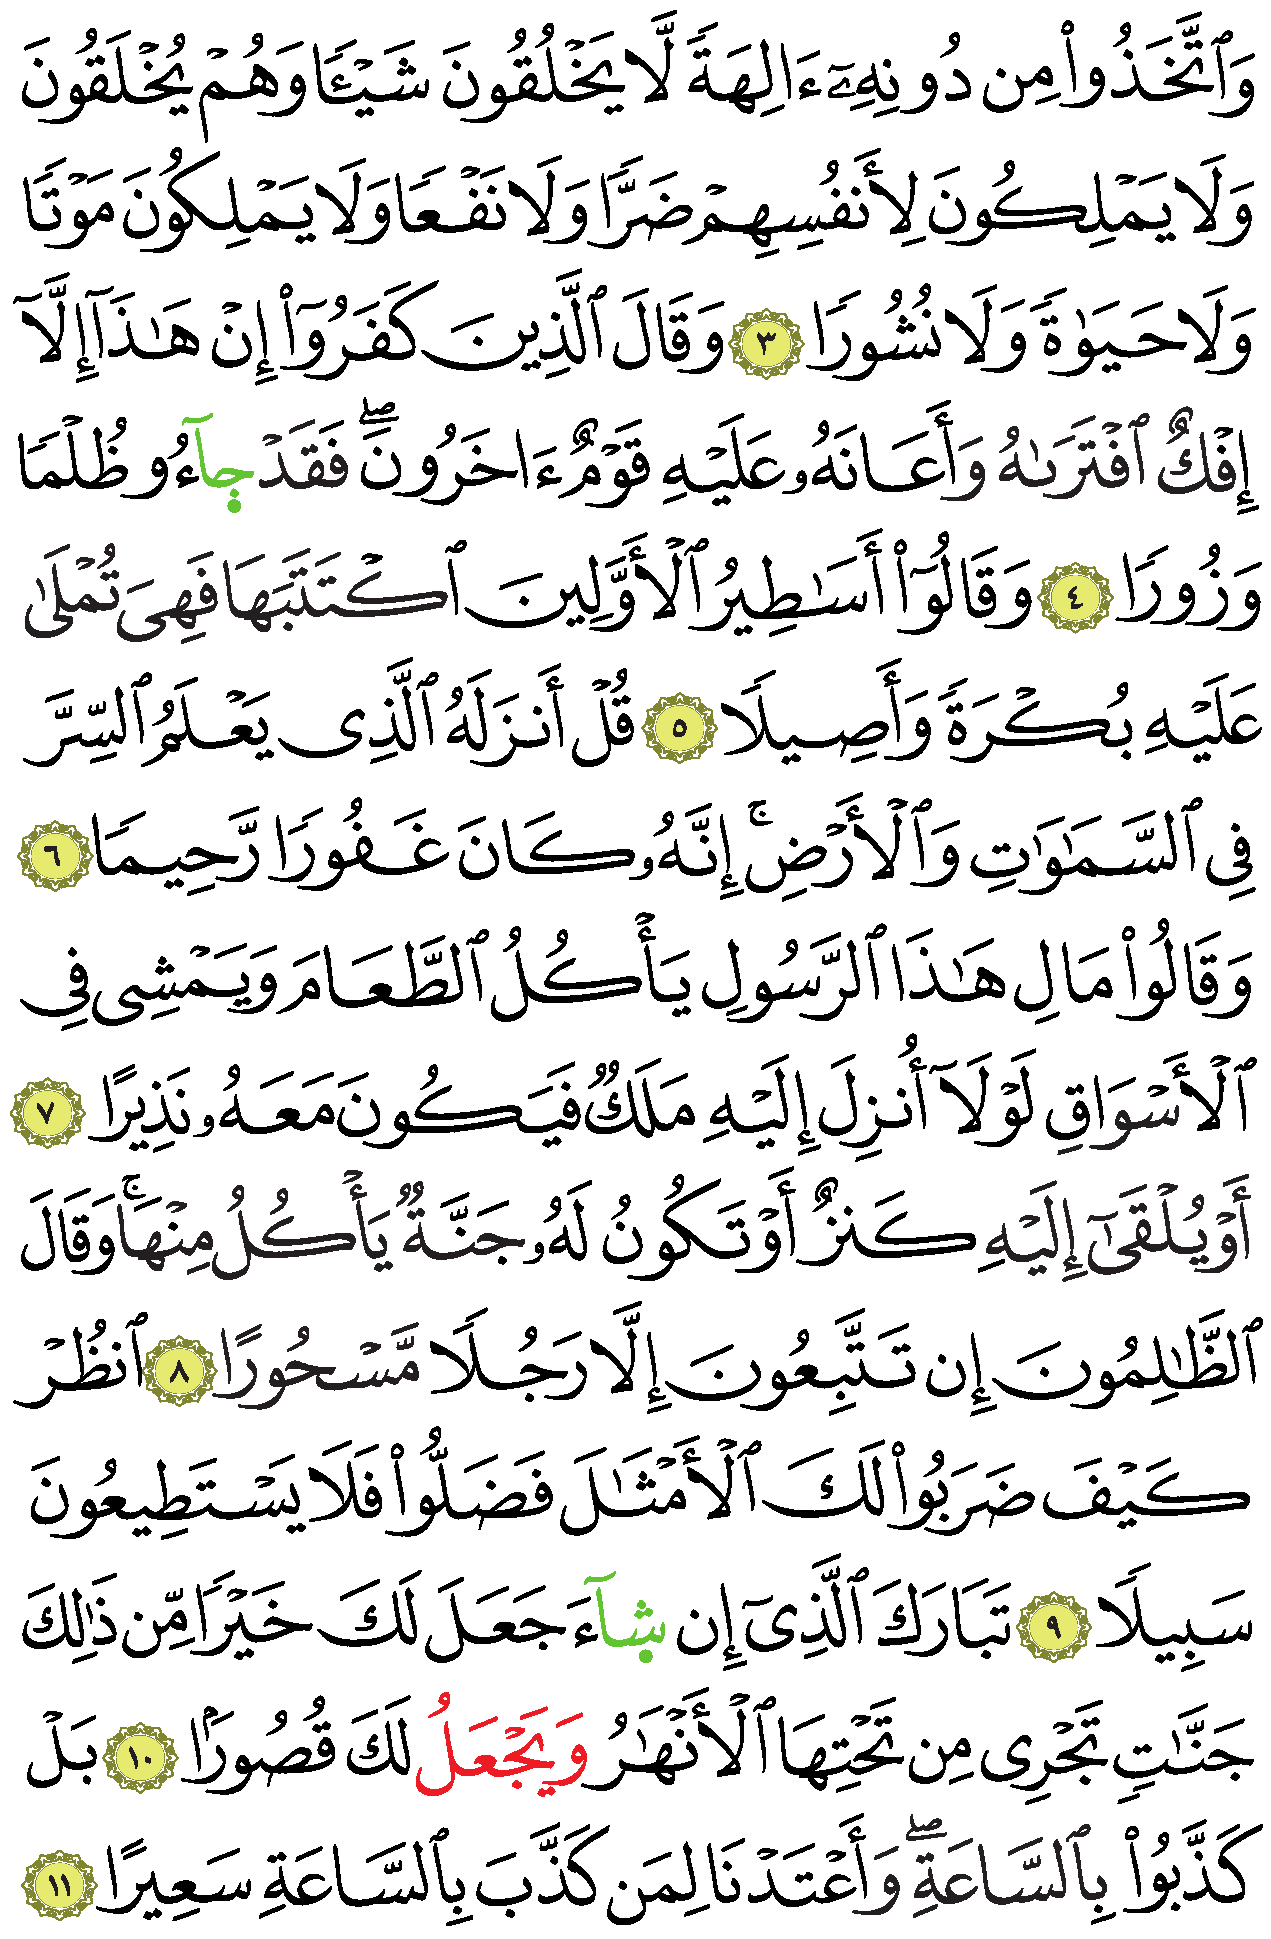 وَٱتَّخَذُوا۟ مِن دُونِهِۦٓ ءَالِهَةً لَّا يَخْلُقُونَ شَيْـًٔا وَهُمْ يُخْلَقُونَ
وَلَا يَمْلِكُونَ لِأَنفُسِهِمْ ضَرًّا وَلَا نَفْعًا وَلَا يَمْلِكُونَ مَوْتًا
وَلَا حَيَوٰةً وَلَا نُشُورًا ٣ وَقَالَ ٱلَّذِينَ كَفَرُوٓا۟ إِنْ هَـٰذَآ إِلَّآ
إِفْكٌ ٱفْتَرَىٰهُ وَأَعَانَهُۥ عَلَيْهِ قَوْمٌ ءَاخَرُونَ ۖ فَقَدْ جَآءُو ظُلْمًا
وَزُورًا ٤ وَقَالُوٓا۟ أَسَـٰطِيرُ ٱلْأَوَّلِينَ ٱكْتَتَبَهَا فَهِىَ تُمْلَىٰ
عَلَيْهِ بُكْرَةً وَأَصِيلًا ٥ قُلْ أَنزَلَهُ ٱلَّذِى يَعْلَمُ ٱلسِّرَّ
فِى ٱلسَّمَـٰوَٰتِ وَٱلْأَرْضِ ۚ إِنَّهُۥ كَانَ غَفُورًا رَّحِيمًا ٦
وَقَالُوا۟ مَالِ هَـٰذَا ٱلرَّسُولِ يَأْكُلُ ٱلطَّعَامَ وَيَمْشِى فِى
ٱلْأَسْوَاقِ لَوْلَآ أُنزِلَ إِلَيْهِ مَلَكٌ فَيَكُونَ مَعَهُۥ نَذِيرًا ٧
أَوْ يُلْقَىٰٓ إِلَيْهِ كَنزٌ أَوْ تَكُونُ لَهُۥ جَنَّةٌ يَأْكُلُ مِنْهَا ۚ وَقَالَ
ٱلظَّـٰلِمُونَ إِن تَتَّبِعُونَ إِلَّا رَجُلًا مَّسْحُورًا ٨ ٱنظُرْ
كَيْفَ ضَرَبُوا۟ لَكَ ٱلْأَمْثَـٰلَ فَضَلُّوا۟ فَلَا يَسْتَطِيعُونَ
سَبِيلًا ٩ تَبَارَكَ ٱلَّذِىٓ إِن شَآءَ جَعَلَ لَكَ خَيْرًا مِّن ذَٰلِكَ
جَنَّـٰتٍ تَجْرِى مِن تَحْتِهَا ٱلْأَنْهَـٰرُ وَيَجْعَلُ لَكَ قُصُورًۢا ١٠ بَلْ
كَذَّبُوا۟ بِٱلسَّاعَةِ ۖ وَأَعْتَدْنَا لِمَن كَذَّبَ بِٱلسَّاعَةِ سَعِيرًا ١١